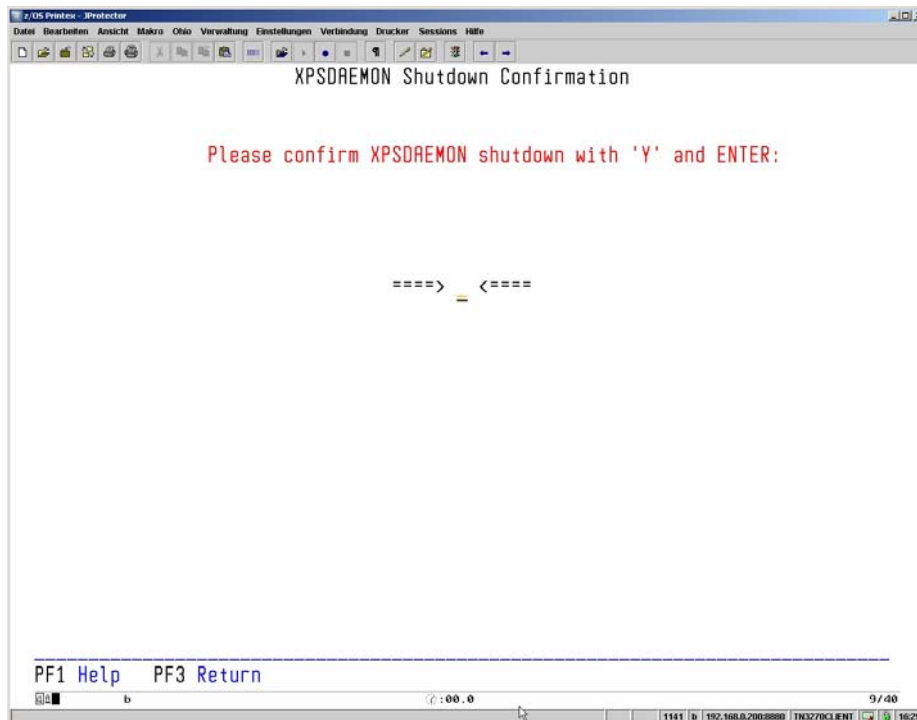 z/OS Printex - JProtector
Datei Bearbeiten Ansicht Makro Ohio Verwaltung Einstellungen Verbindung Drucker Sessions Hilfe
XPSDAEMON Shutdown Confirmation
Please confirm XPSDAEMON shutdown with 'Y' and ENTER:
====> _ <====
PF1 Help PF3 Return
b :00.0 9/40
1141 b 192.168.0.200:8880 TN3270CLIENT